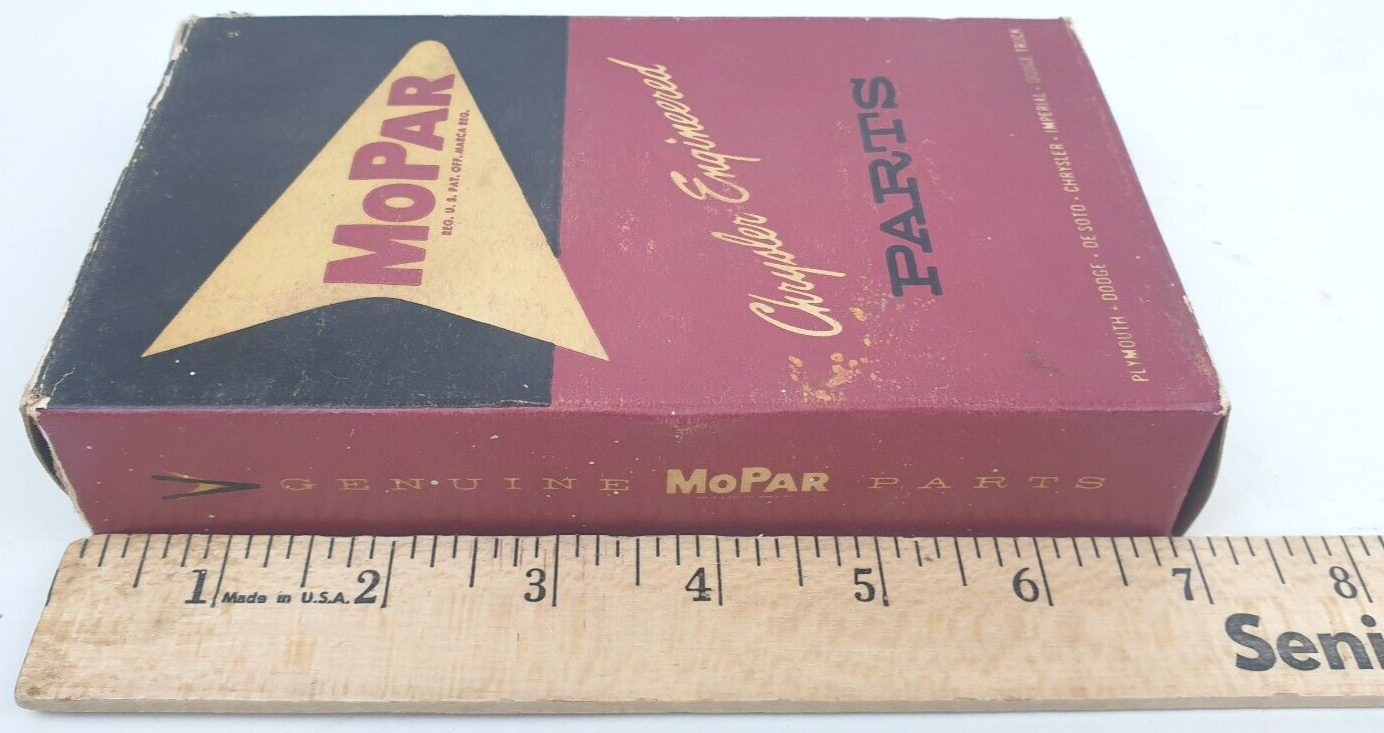 MOPAR
REG. U. S. PAT. OFF. MARCA REG.
Chrysler Engineered
PARTS
PLYMOUTH • DODGE • DE SOTO • CHRYSLER • IMPERIAL • DODGE TRUCK
GENUINE MOPAR PARTS
1 Made in U.S.A. 2 3 4 5 6 7 8
Seni